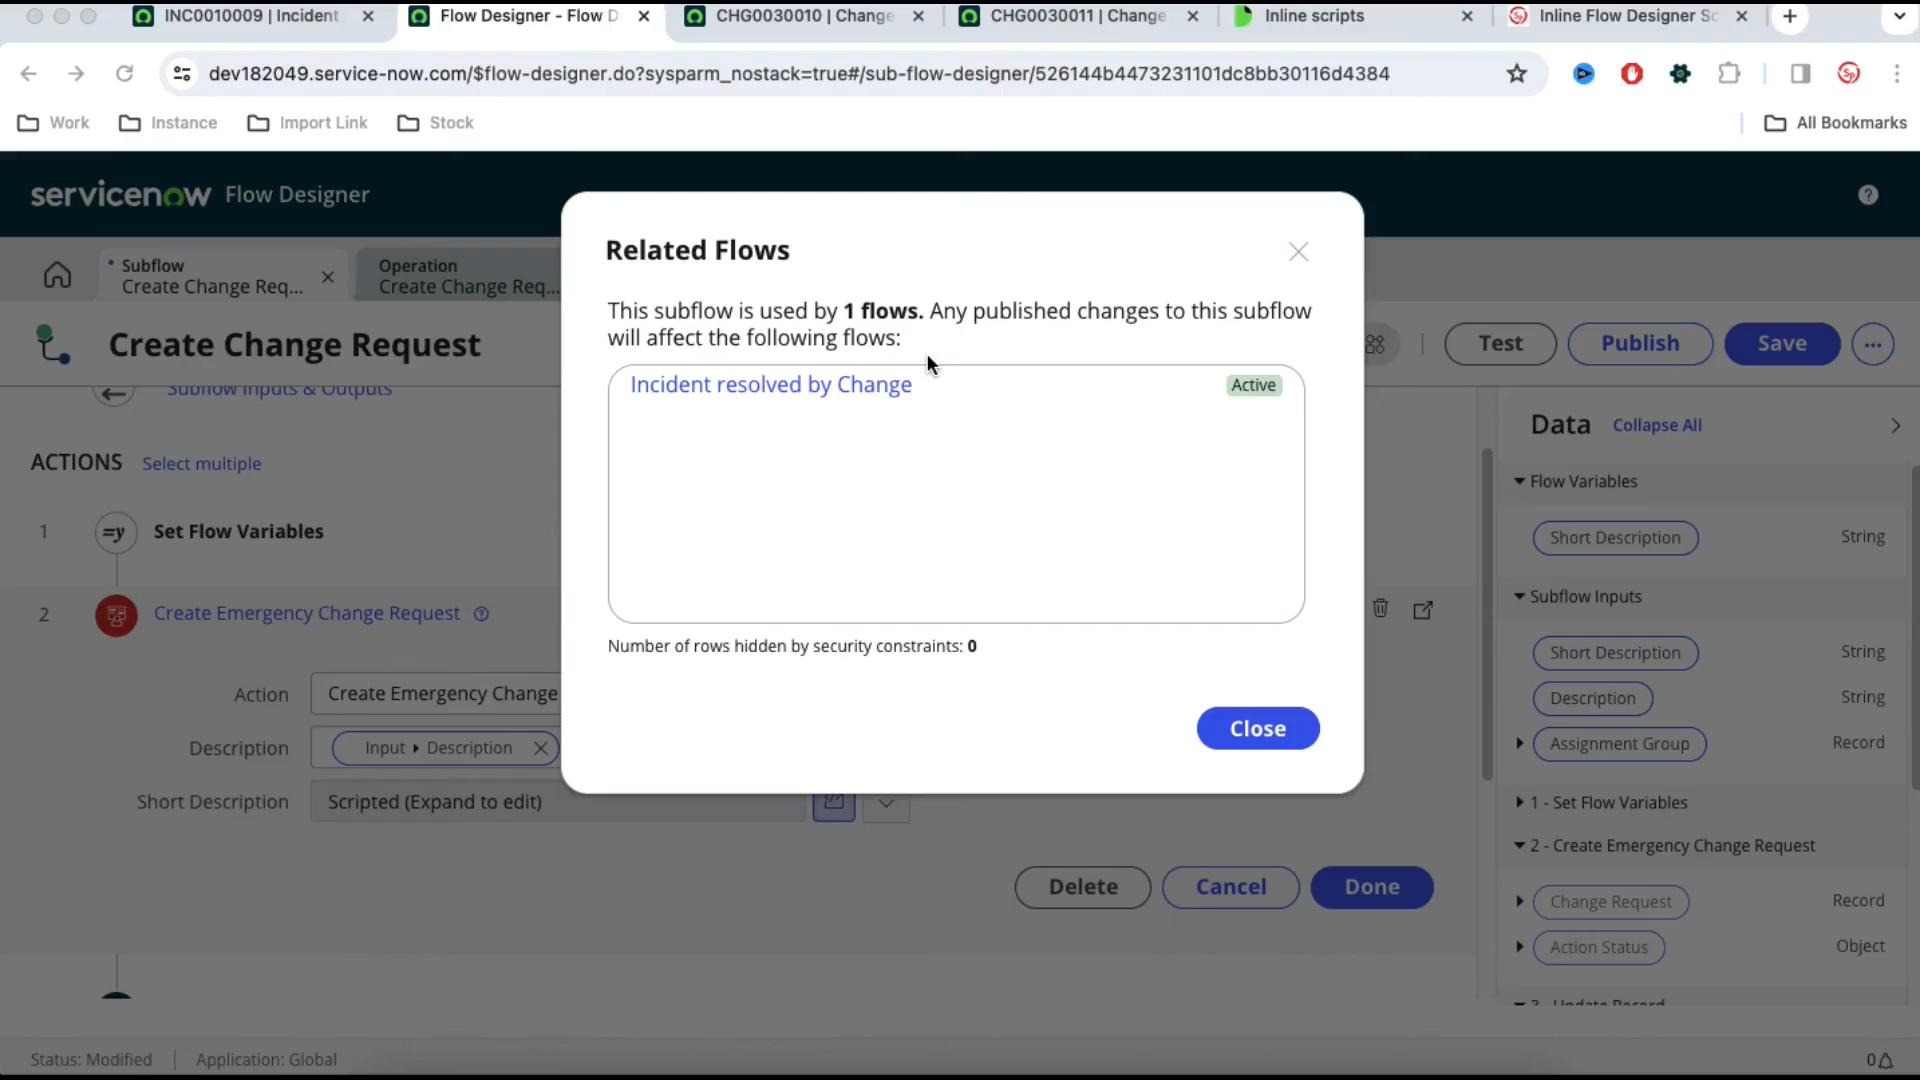 INC0010009 | Incident
Flow Designer - Flow D
CHG0030010 | Change
CHG0030011 | Change
Inline scripts
Inline Flow Designer Sc
dev182049.service-now.com/$flow-designer.do?sysparm_nostack=true#/sub-flow-designer/526144b4473231101dc8bb30116d4384
Work
Instance
Import Link
Stock
All Bookmarks
servicenow Flow Designer
Subflow
Create Change Req...
Operation
Create Change Req...
Create Change Request
Test
Publish
Save
Subflow Inputs & Outputs
ACTIONS Select multiple
1 =y Set Flow Variables
2 Create Emergency Change Request
Action Create Emergency Change
Description Input Description
Short Description Scripted (Expand to edit)
Delete
Cancel
Done
Related Flows
This subflow is used by 1 flows. Any published changes to this subflow
will affect the following flows:
Incident resolved by Change Active
Number of rows hidden by security constraints: 0
Close
Data Collapse All
Flow Variables
Short Description String
Subflow Inputs
Short Description String
Description String
Assignment Group Record
1 - Set Flow Variables
2 - Create Emergency Change Request
Change Request Record
Action Status Object
3 - Update Record
Status: Modified
Application: Global
0